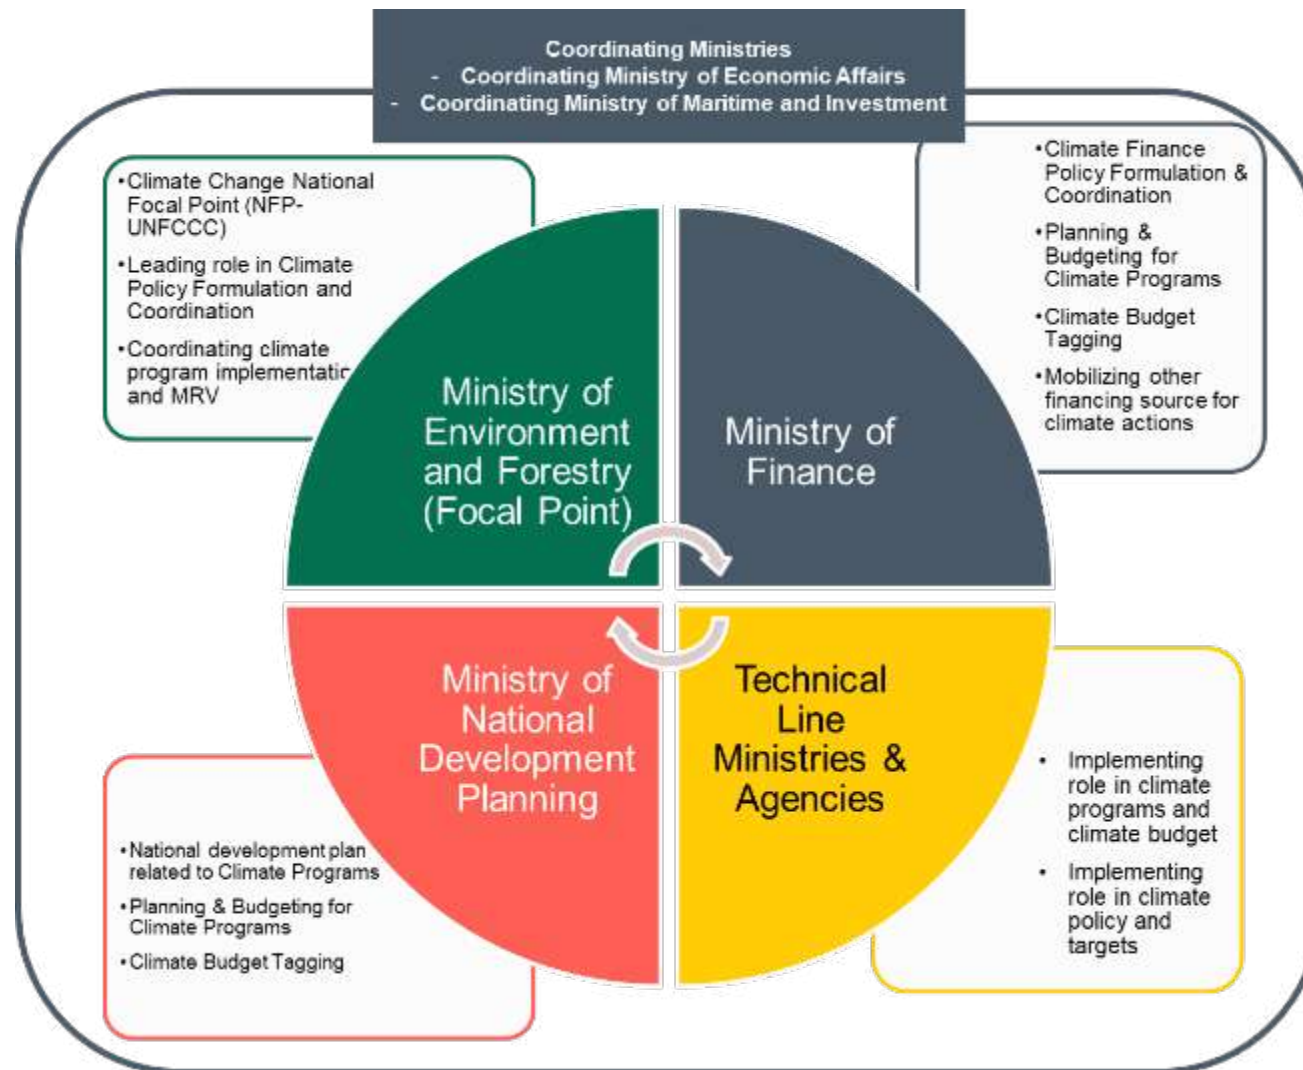 Coordinating Ministries
- Coordinating Ministry of Economic Affairs
- Coordinating Ministry of Maritime and Investment
•Climate Change National
Focal Point (NFP-
UNFCCC)
•Leading role in Climate
Policy Formulation and
Coordination
•Coordinating climate
program implementatic
and MRV
•Climate Finance
Policy Formulation &
Coordination
•Planning &
Budgeting for
Climate Programs
•Climate Budget
Tagging
•Mobilizing other
financing source for
climate actions
Ministry of
Environment
and Forestry
(Focal Point)
Ministry of
Finance
Ministry of
National
Development
Planning
Technical
Line
Ministries &
Agencies
•National development plan
related to Climate Programs
•Planning & Budgeting for
Climate Programs
•Climate Budget Tagging
• Implementing
role in climate
programs and
climate budget
• Implementing
role in climate
policy and
targets